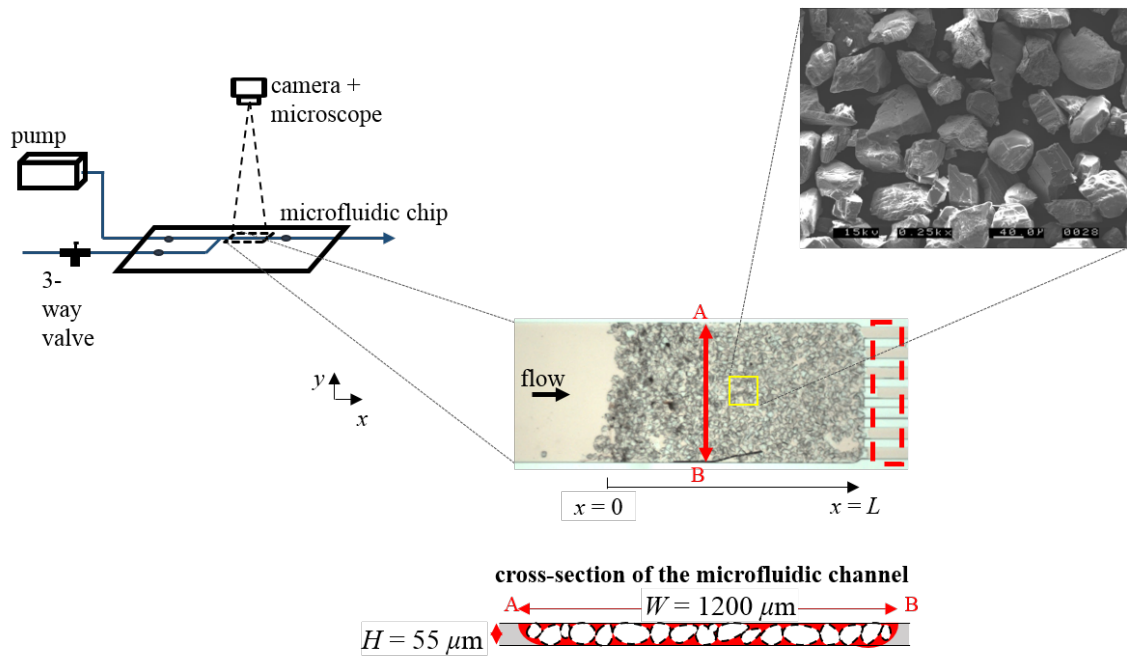 camera +
microscope
pump
microfluidic chip
3-
way
valve
y
x
15kv 0.25kx 40.0μ 0028
A
flow
B
x = 0
x = L
cross-section of the microfluidic channel
A
W = 1200 μm
B
H = 55 μm